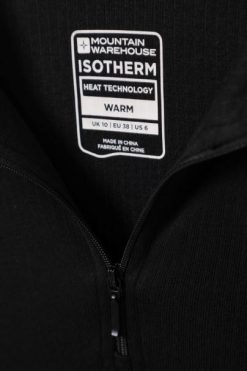 MOUNTAIN
WAREHOUSE
ISOTHERM
HEAT TECHNOLOGY
WARM
UK 10 | EU 38 | US 6
MADE IN CHINA
FABRIQUÉ EN CHINE